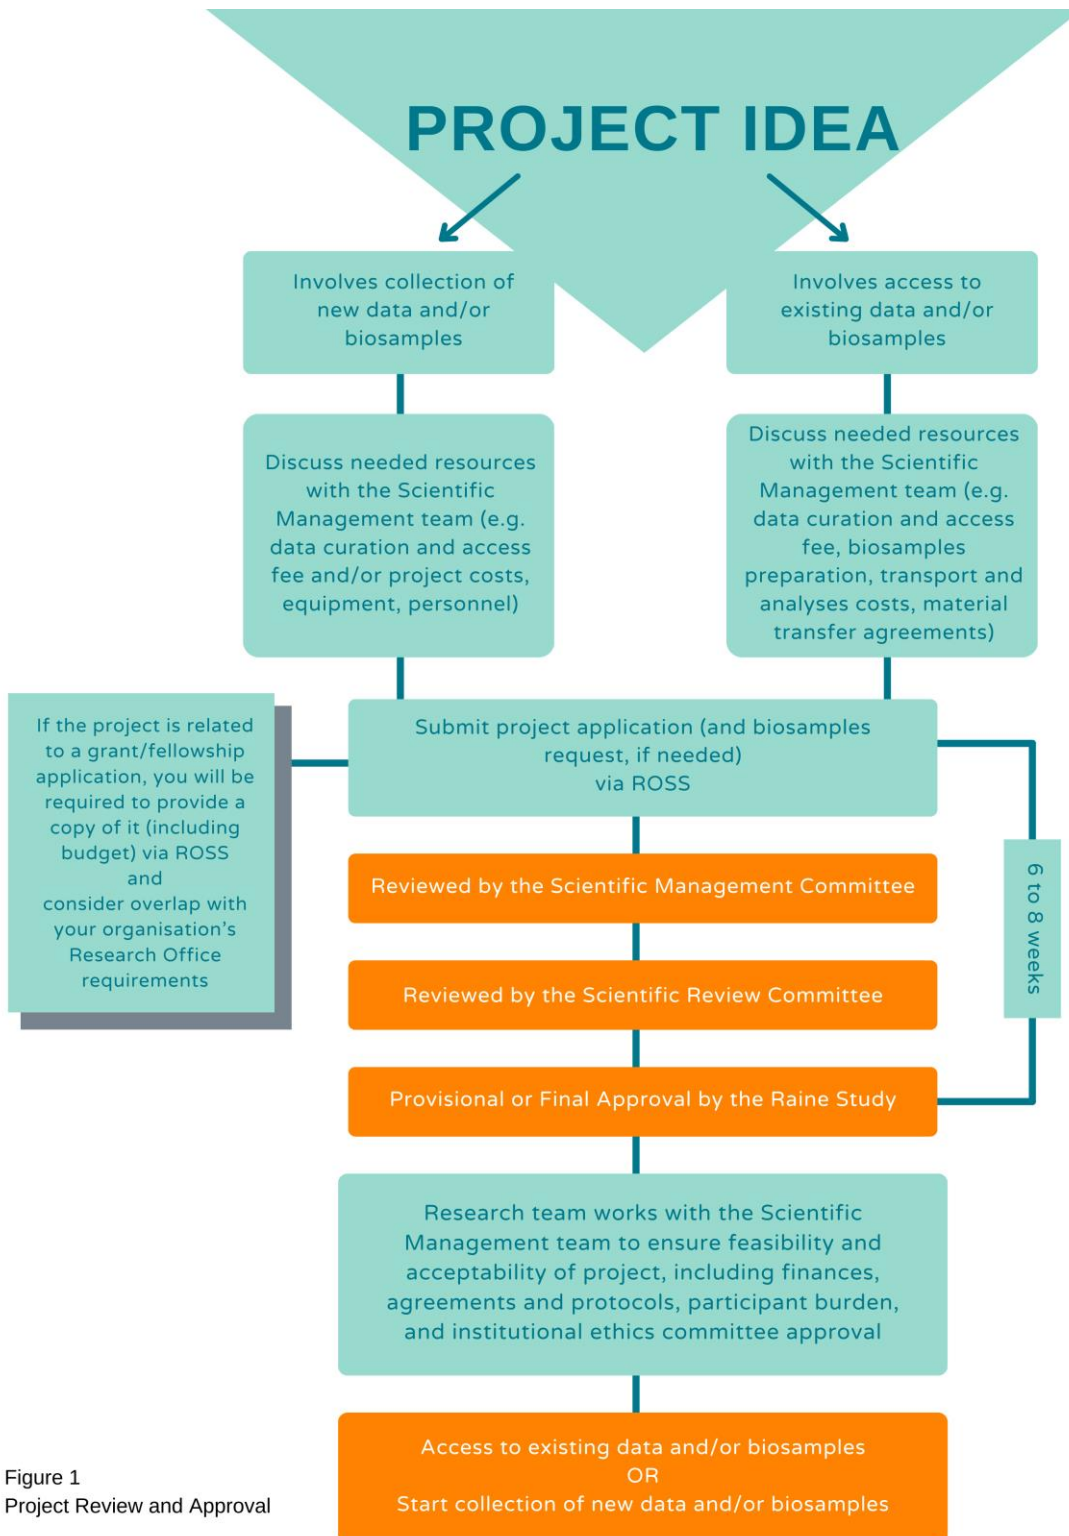 PROJECT IDEA
Involves collection of
new data and/or
biosamples
Involves access to
existing data and/or
biosamples
Discuss needed resources
with the Scientific
Management team (e.g.
data curation and access
fee and/or project costs,
equipment, personnel)
Discuss needed resources
with the Scientific
Management team (e.g.
data curation and access
fee, biosamples
preparation, transport and
analyses costs, material
transfer agreements)
If the project is related
to a grant/fellowship
application, you will be
required to provide a
copy of it (including
budget) via ROSS
and
consider overlap with
your organisation's
Research Office
requirements
Submit project application (and biosamples
request, if needed)
via ROSS
6 to 8 weeks
Reviewed by the Scientific Management Committee
Reviewed by the Scientific Review Committee
Provisional or Final Approval by the Raine Study
Research team works with the Scientific
Management team to ensure feasibility and
acceptability of project, including finances,
agreements and protocols, participant burden,
and institutional ethics committee approval
Access to existing data and/or biosamples
OR
Start collection of new data and/or biosamples
Figure 1
Project Review and Approval